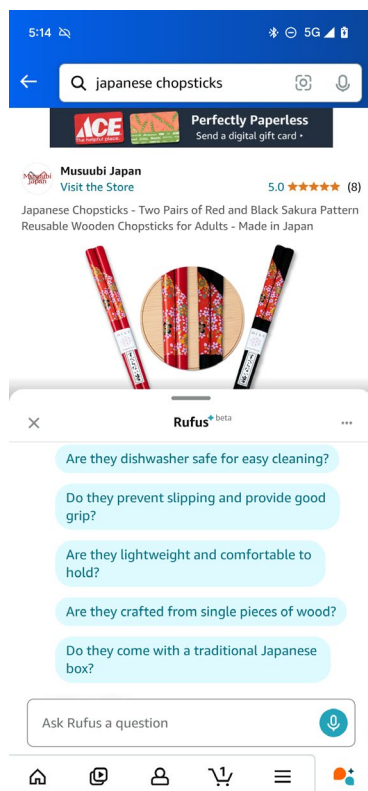 5:14
5G
japanese chopsticks
ACE
The helpful place.
Perfectly Paperless
Send a digital gift card
Musuubi Japan
Musuubi Japan
Visit the Store
5.0
(8)
Japanese Chopsticks - Two Pairs of Red and Black Sakura Pattern
Reusable Wooden Chopsticks for Adults - Made in Japan
Rufus beta
Are they dishwasher safe for easy cleaning?
Do they prevent slipping and provide good
grip?
Are they lightweight and comfortable to
hold?
Are they crafted from single pieces of wood?
Do they come with a traditional Japanese
box?
Ask Rufus a question
1